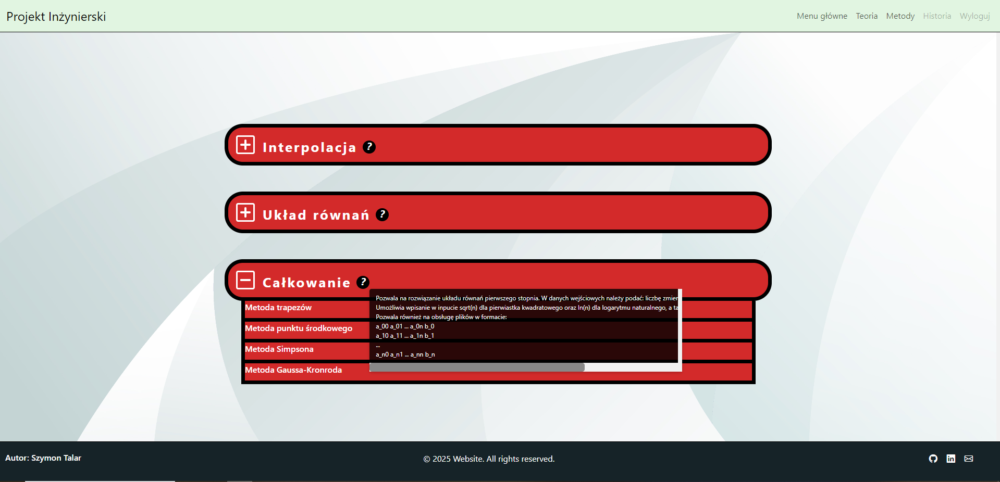 Projekt Inżynierski
Menu główne Teoria Metody Historia Wyloguj
Interpolacja ?
Układ równań ?
Całkowanie ?
Metoda trapezów
Metoda punktu środkowego
Metoda Simpsona
Metoda Gaussa-Kronroda
Pozwala na rozwiązanie układu równań pierwszego stopnia. W danych wejściowych należy podać: liczbę zmier
Umożliwia wpisanie w inpucie sqrt(n) dla pierwiastka kwadratowego oraz ln(n) dla logarytmu naturalnego, a ta
Pozwala również na obsługę plików w formacie:
a_00 a_01 ... a_0n b_0
a_10 a_11 ... a_1n b_1
...
a_n0 a_n1 ... a_nn b_n
Autor: Szymon Talar
© 2025 Website. All rights reserved.
in